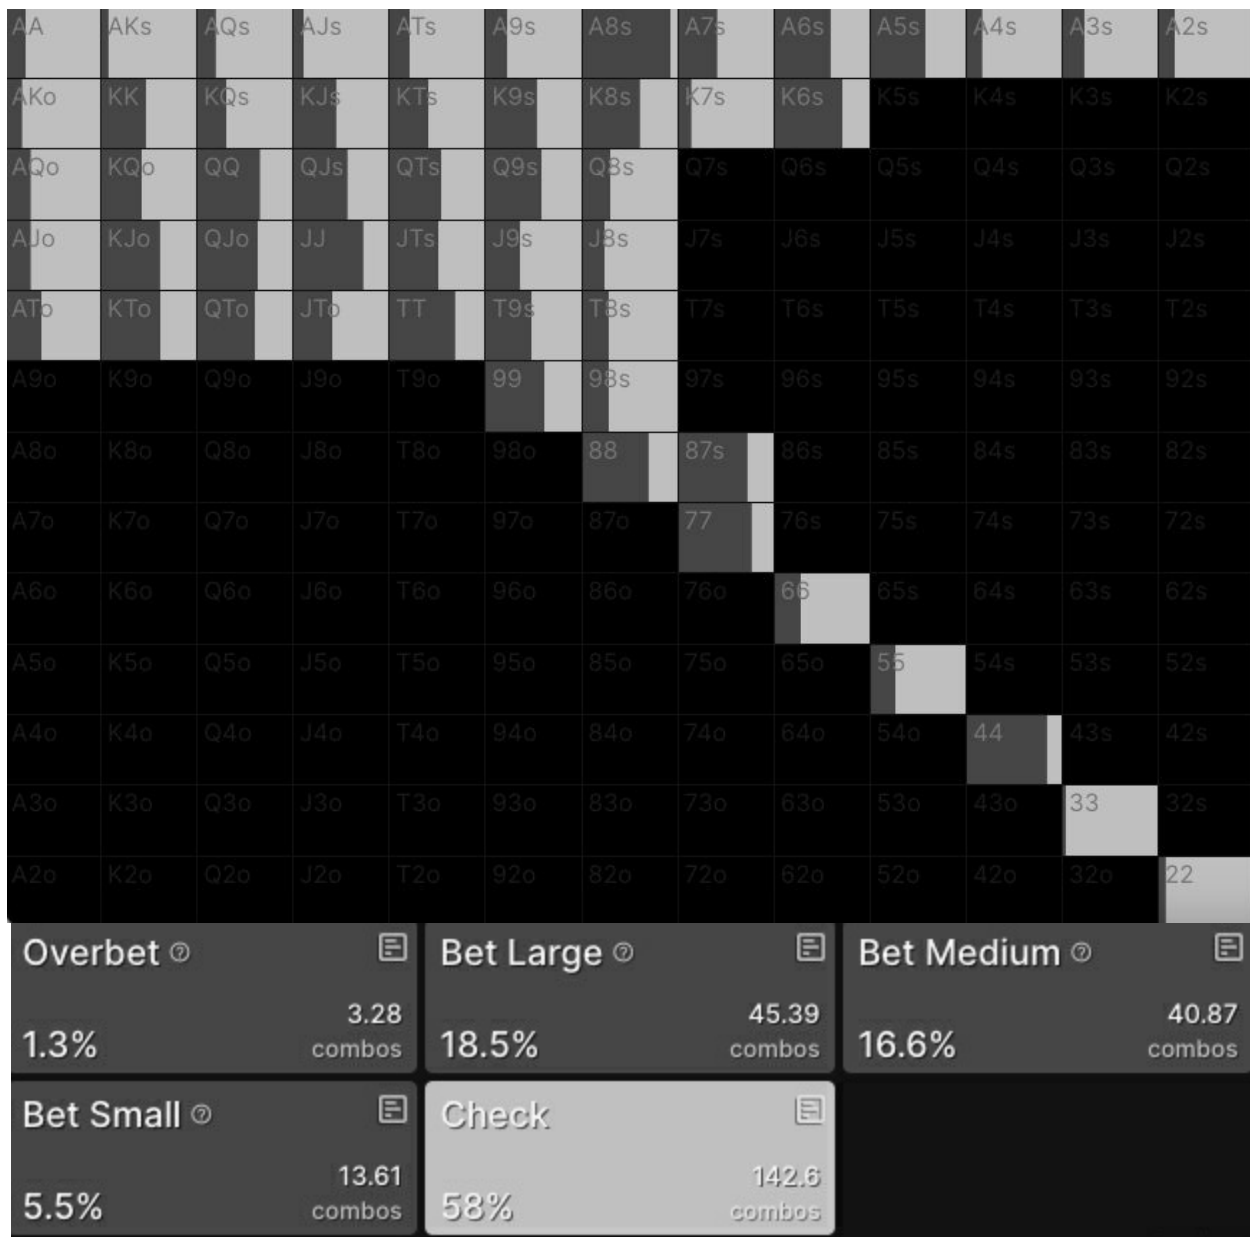 AA AKs AQs AJs ATs A9s A8s A7s A6s A5s A4s A3s A2s
AKo KK KQs KJs KTs K9s K8s K7s K6s K5s K4s K3s K2s
AQo KQo QQ QJs QTs Q9s Q8s Q7s Q6s Q5s Q4s Q3s Q2s
AJo KJo QJo JJ JTs J9s J8s J7s J6s J5s J4s J3s J2s
ATo KTo QTo JTo TT T9s T8s T7s T6s T5s T4s T3s T2s
A9o K9o Q9o J9o T9o 99 98s 97s 96s 95s 94s 93s 92s
A8o K8o Q8o J8o T8o 98o 88 87s 86s 85s 84s 83s 82s
A7o K7o Q7o J7o T7o 97o 87o 77 76s 75s 74s 73s 72s
A6o K6o Q6o J6o T6o 96o 86o 76o 66 65s 64s 63s 62s
A5o K5o Q5o J5o T5o 95o 85o 75o 65o 55 54s 53s 52s
A4o K4o Q4o J4o T4o 94o 84o 74o 64o 54o 44 43s 42s
A3o K3o Q3o J3o T3o 93o 83o 73o 63o 53o 43o 33 32s
A2o K2o Q2o J2o T2o 92o 82o 72o 62o 52o 42o 32o 22
Overbet ? Bet Large ? Bet Medium ?
3.28 45.39 40.87
1.3% combos 18.5% combos 16.6% combos
Bet Small ? Check
13.61 142.6
5.5% combos 58% combos